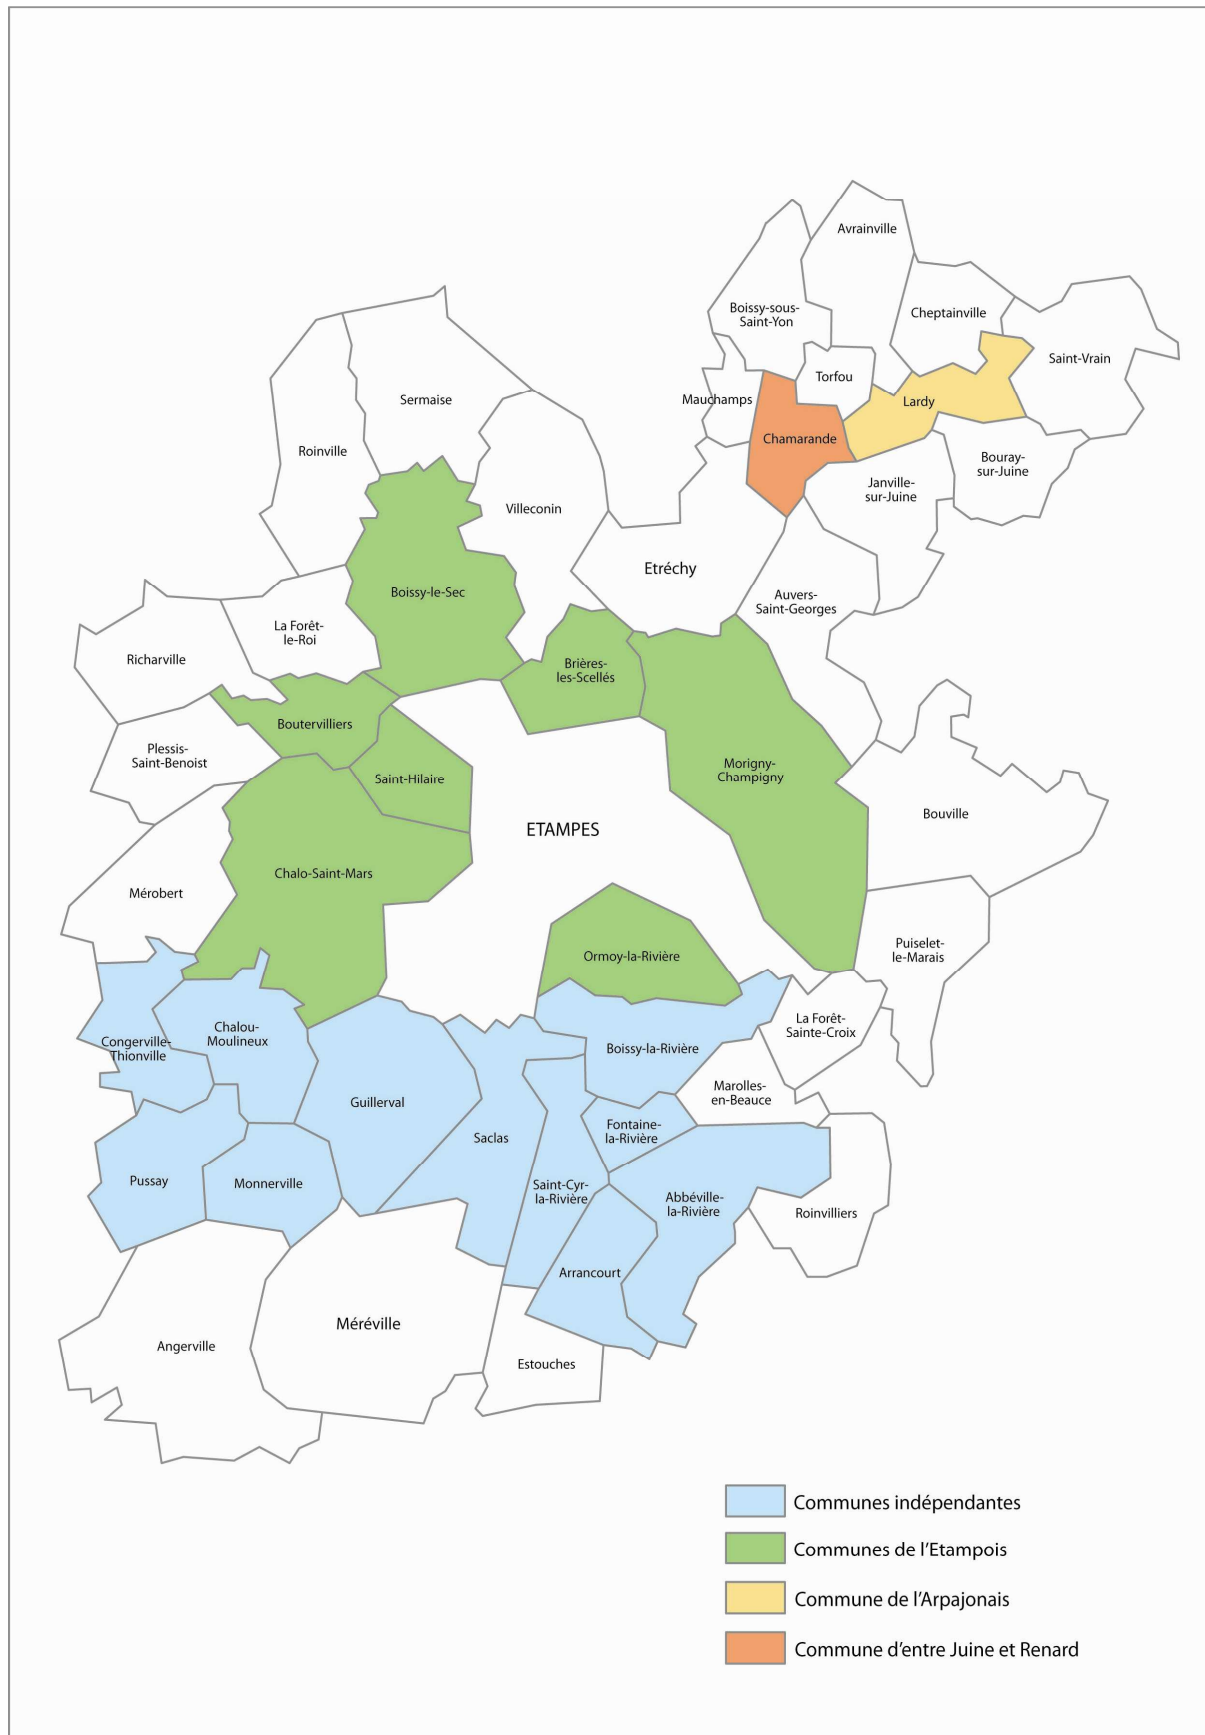 Avrainville
Boissy-sous-
Saint-Yon
Cheptainville
Saint-Vrain
Torfou
Mauchamps
Lardy
Sermaise
Chamarande
Roinville
Bouray-
sur-Juine
Janville-
sur-Juine
Villeconin
Etréchy
Boissy-le-Sec
Auvers-
Saint-Georges
La Forêt-
le-Roi
Richarville
Brières-
les-Scellés
Boutervilliers
Plessis-
Saint-Benoist
Saint-Hilaire
Morigny-
Champigny
Bouville
ETAMPES
Chalo-Saint-Mars
Mérobert
Puiselet-
le-Marais
Ormoy-la-Rivière
La Forêt-
Sainte-Croix
Chalou-
Moulineux
Congerville-
Thionville
Boissy-la-Rivière
Marolles-
en-Beauce
Guillerval
Fontaine-
la-Rivière
Saclas
Pussay
Monnerville
Saint-Cyr-
la-Rivière
Abbéville-
la-Rivière
Roinvilliers
Arrancourt
Méréville
Angerville
Estouches
Communes indépendantes
Communes de l'Etampois
Commune de l'Arpajonais
Commune d'entre Juine et Renard